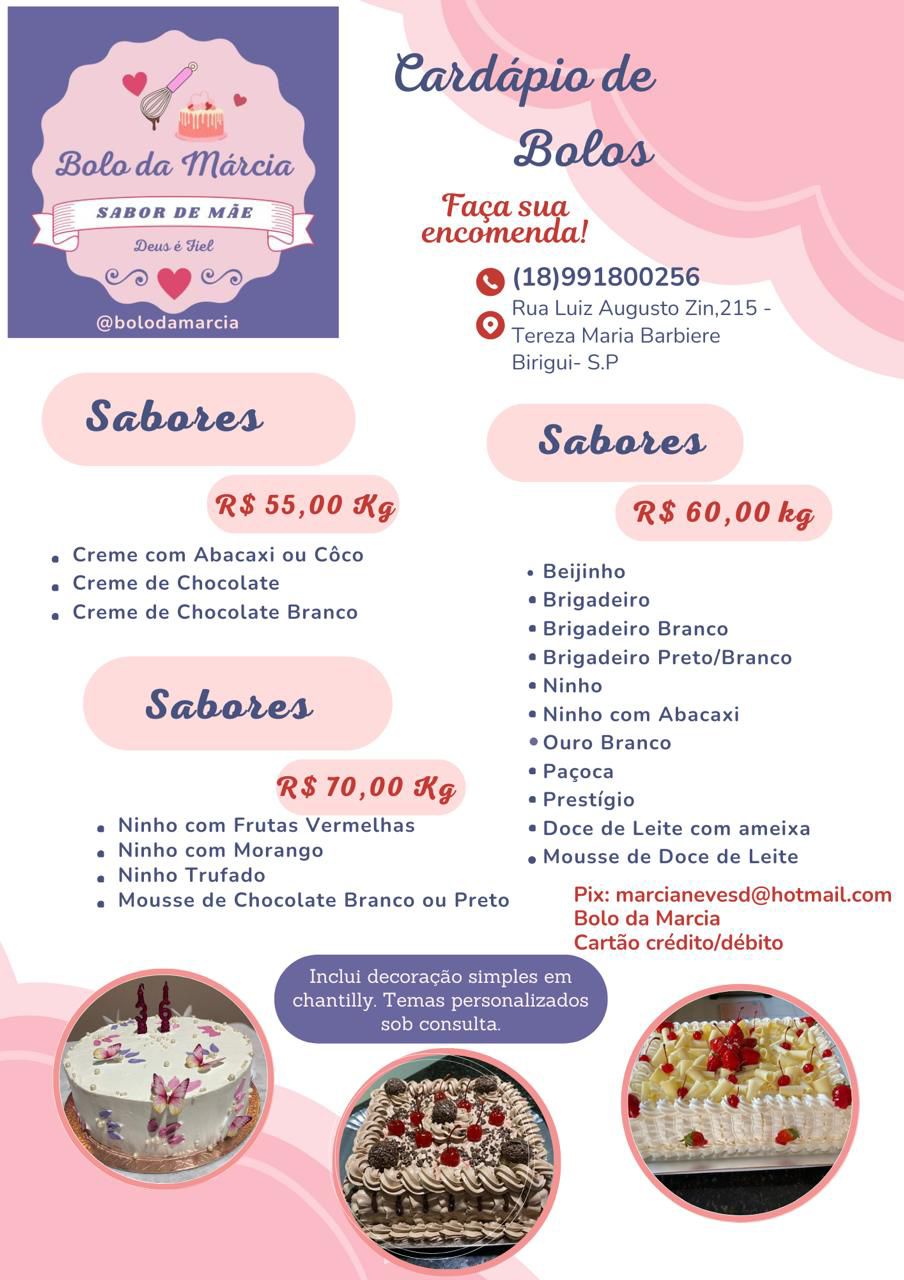 Bolo da Márcia
SABOR DE MÃE
Deus é Fiel
@bolodamarcia
Cardápio de
Bolos
Faça sua
encomenda!
(18)991800256
Rua Luiz Augusto Zin,215 -
Tereza Maria Barbiere
Birigui- S.P
Sabores
R$ 55,00 Kg
• Creme com Abacaxi ou Côco
• Creme de Chocolate
• Creme de Chocolate Branco
Sabores
R$ 70,00 Kg
• Ninho com Frutas Vermelhas
• Ninho com Morango
• Ninho Trufado
• Mousse de Chocolate Branco ou Preto
Sabores
R$ 60,00 kg
• Beijinho
• Brigadeiro
• Brigadeiro Branco
• Brigadeiro Preto/Branco
• Ninho
• Ninho com Abacaxi
• Ouro Branco
• Paçoca
• Prestígio
• Doce de Leite com ameixa
• Mousse de Doce de Leite
Pix: marcianevesd@hotmail.com
Bolo da Marcia
Cartão crédito/débito
Inclui decoração simples em
chantilly. Temas personalizados
sob consulta.